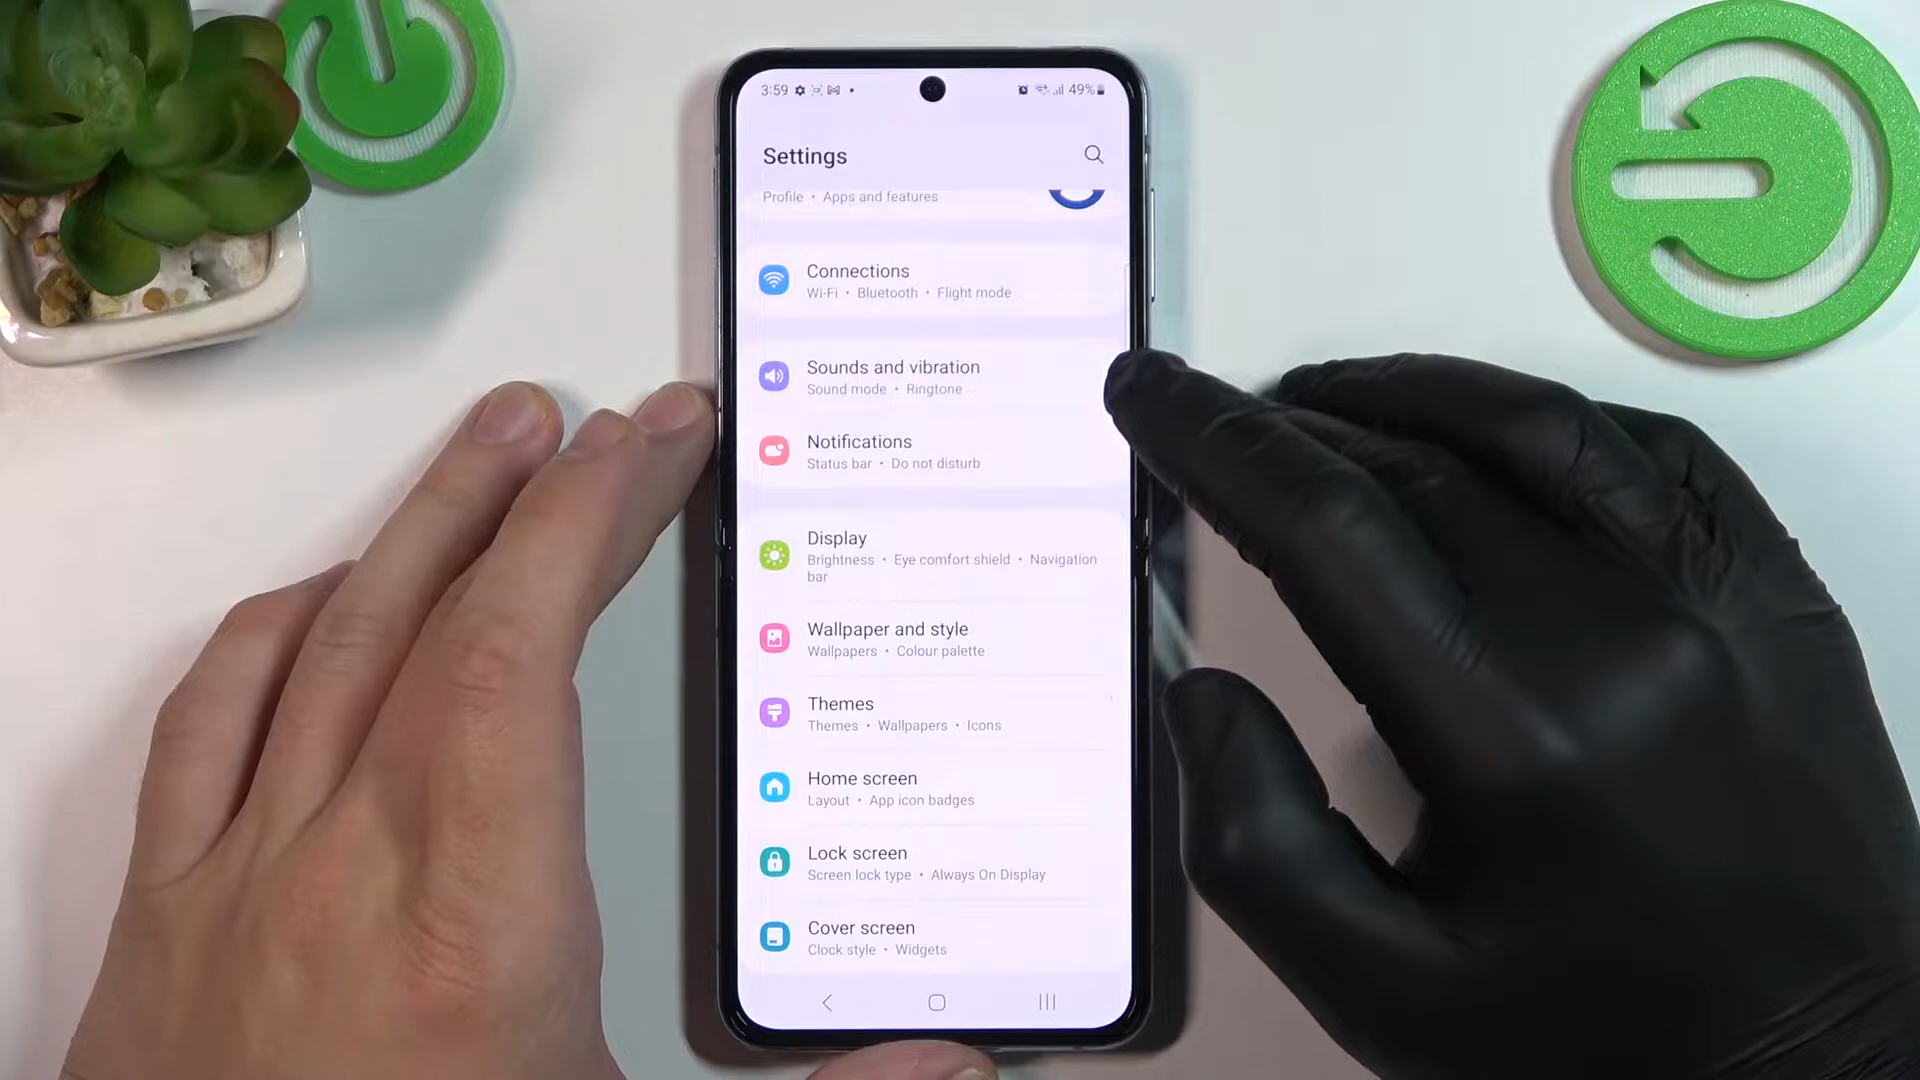 3:59
49%
Settings
Profile • Apps and features
Connections
Wi-Fi • Bluetooth • Flight mode
Sounds and vibration
Sound mode • Ringtone
Notifications
Status bar • Do not disturb
Display
Brightness • Eye comfort shield • Navigation
bar
Wallpaper and style
Wallpapers • Colour palette
Themes
Themes • Wallpapers • Icons
Home screen
Layout • App icon badges
Lock screen
Screen lock type • Always On Display
Cover screen
Clock style • Widgets